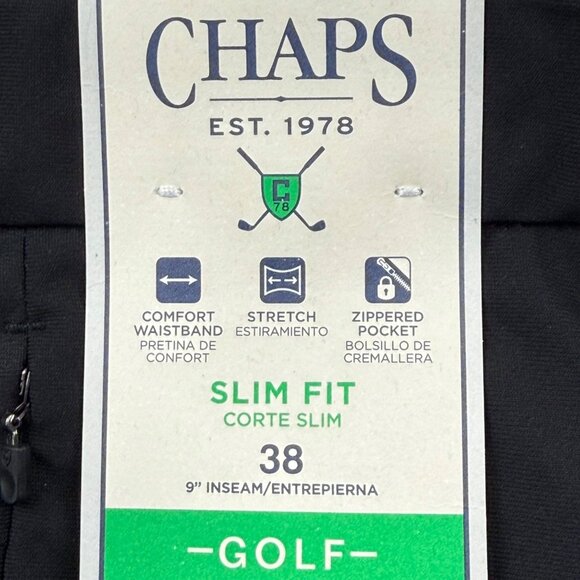 CHAPS
EST. 1978
C
78
COMFORT WAISTBAND
PRETINA DE CONFORT
STRETCH
ESTIRAMIENTO
ZIPPERED POCKET
BOLSILLO DE CREMALLERA
SLIM FIT
CORTE SLIM
38
9” INSEAM/ENTREPIERNA
–GOLF–